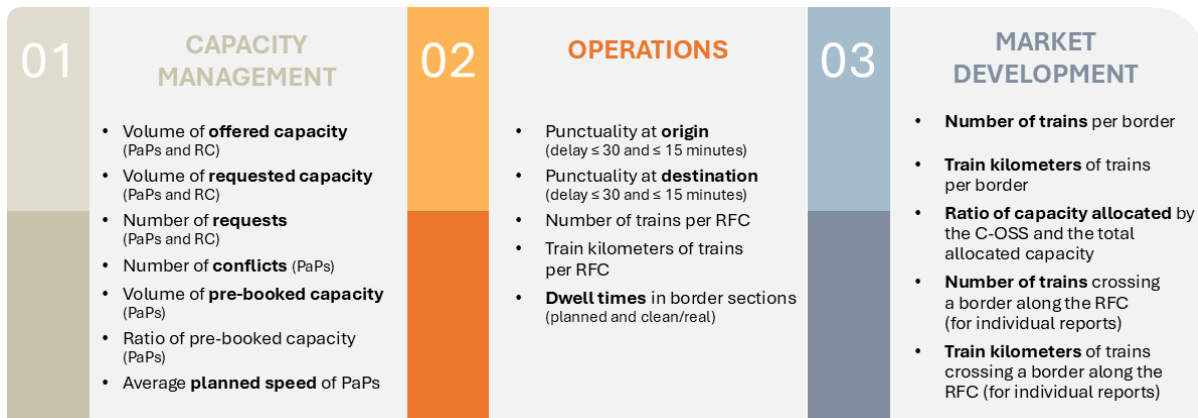 01
CAPACITY
MANAGEMENT
• Volume of offered capacity
(PaPs and RC)
• Volume of requested capacity
(PaPs and RC)
• Number of requests
(PaPs and RC)
• Number of conflicts (PaPs)
• Volume of pre-booked capacity
(PaPs)
• Ratio of pre-booked capacity
(PaPs)
• Average planned speed of PaPs
02
OPERATIONS
• Punctuality at origin
(delay ≤ 30 and ≤ 15 minutes)
• Punctuality at destination
(delay ≤ 30 and ≤ 15 minutes)
• Number of trains per RFC
• Train kilometers of trains
per RFC
• Dwell times in border sections
(planned and clean/real)
03
MARKET
DEVELOPMENT
• Number of trains per border
• Train kilometers of trains
per border
• Ratio of capacity allocated by
the C-OSS and the total
allocated capacity
• Number of trains crossing
a border along the RFC
(for individual reports)
• Train kilometers of trains
crossing a border along the
RFC (for individual reports)